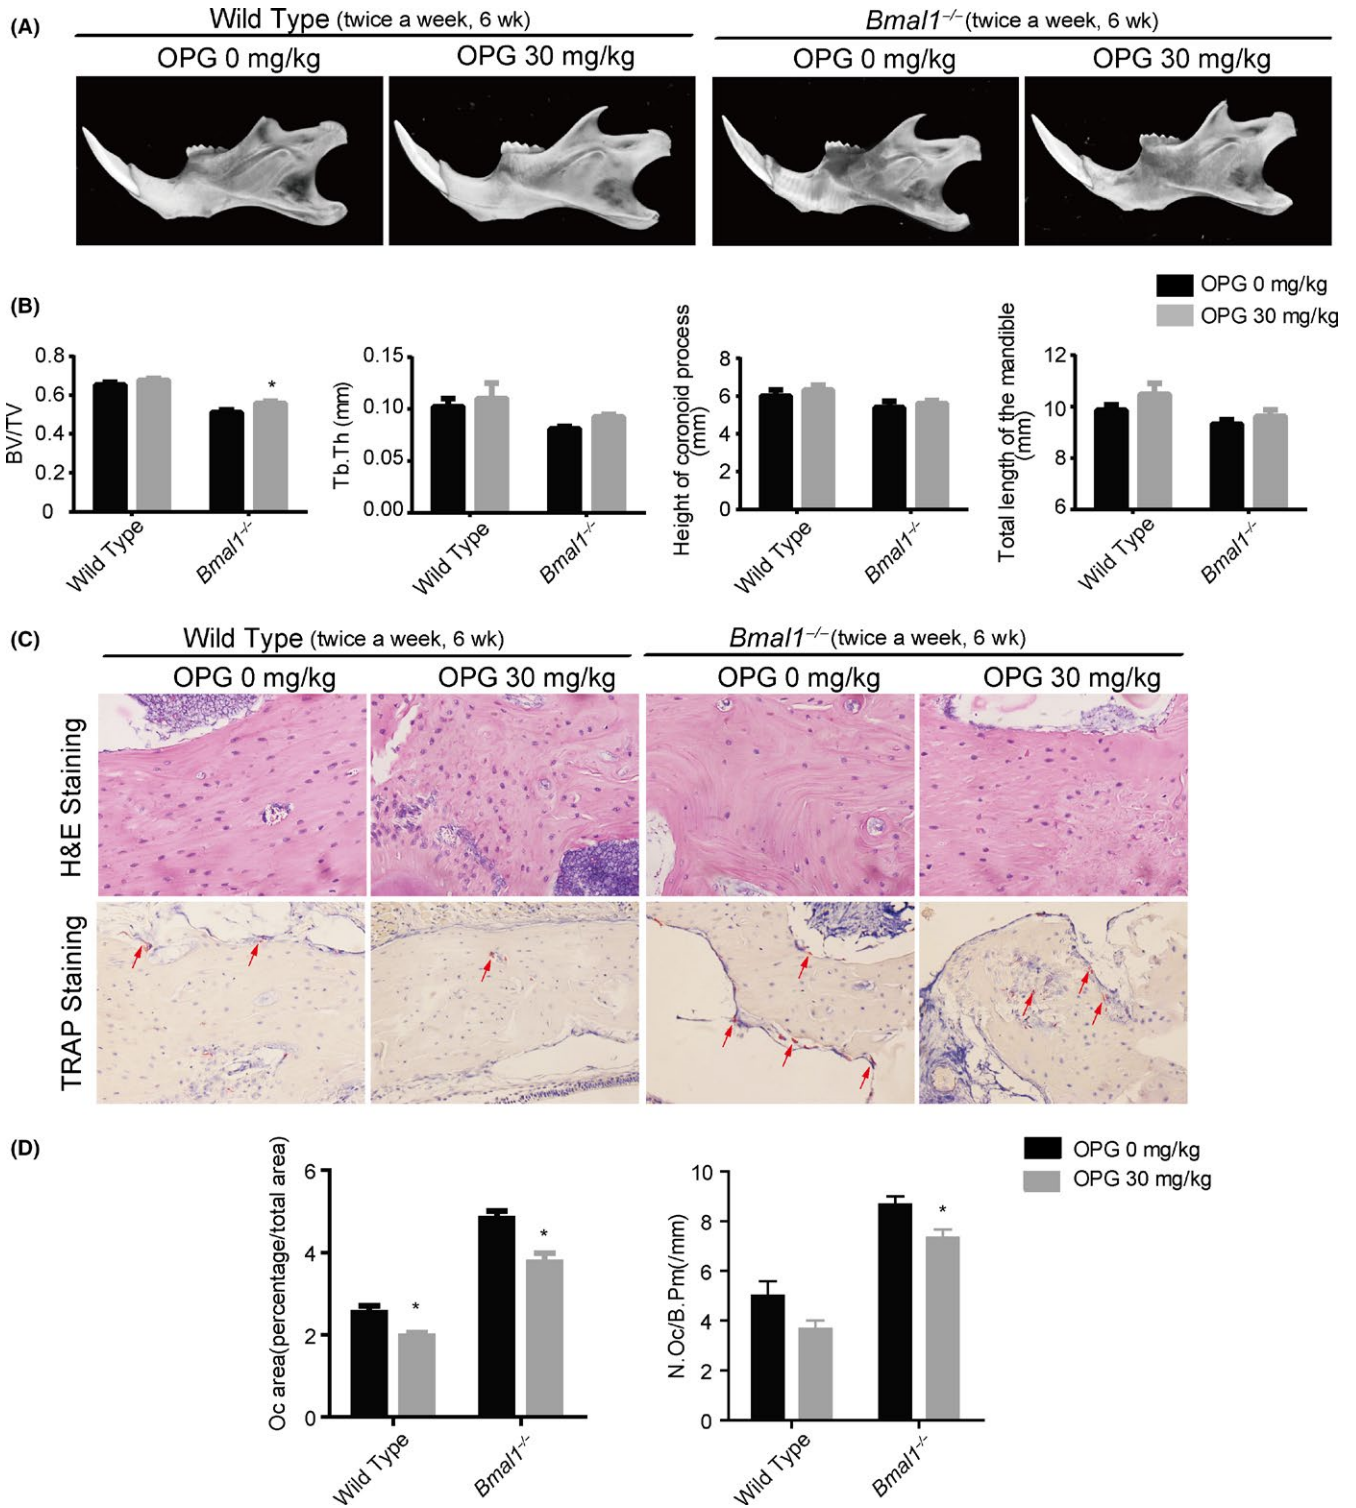 (A)
Wild Type (twice a week, 6 wk)
Bmal1⁻/⁻ (twice a week, 6 wk)
OPG 0 mg/kg
OPG 30 mg/kg
OPG 0 mg/kg
OPG 30 mg/kg
(B)
OPG 0 mg/kg
OPG 30 mg/kg
BV/TV
0.8
0.6
0.4
0.2
0
*
Wild Type
Bmal1⁻/⁻
Tb.Th (mm)
0.15
0.10
0.05
0.00
Wild Type
Bmal1⁻/⁻
Height of coronoid process
(mm)
8
6
4
2
0
Wild Type
Bmal1⁻/⁻
Total length of the mandible
(mm)
12
10
8
6
Wild Type
Bmal1⁻/⁻
(C)
Wild Type (twice a week, 6 wk)
Bmal1⁻/⁻ (twice a week, 6 wk)
OPG 0 mg/kg
OPG 30 mg/kg
OPG 0 mg/kg
OPG 30 mg/kg
H&E Staining
TRAP Staining
(D)
OPG 0 mg/kg
OPG 30 mg/kg
Oc area(percentage/total area)
6
4
2
0
*
*
Wild Type
Bmal1⁻/⁻
N.Oc/B.Pm(/mm)
10
8
6
4
2
0
*
Wild Type
Bmal1⁻/⁻